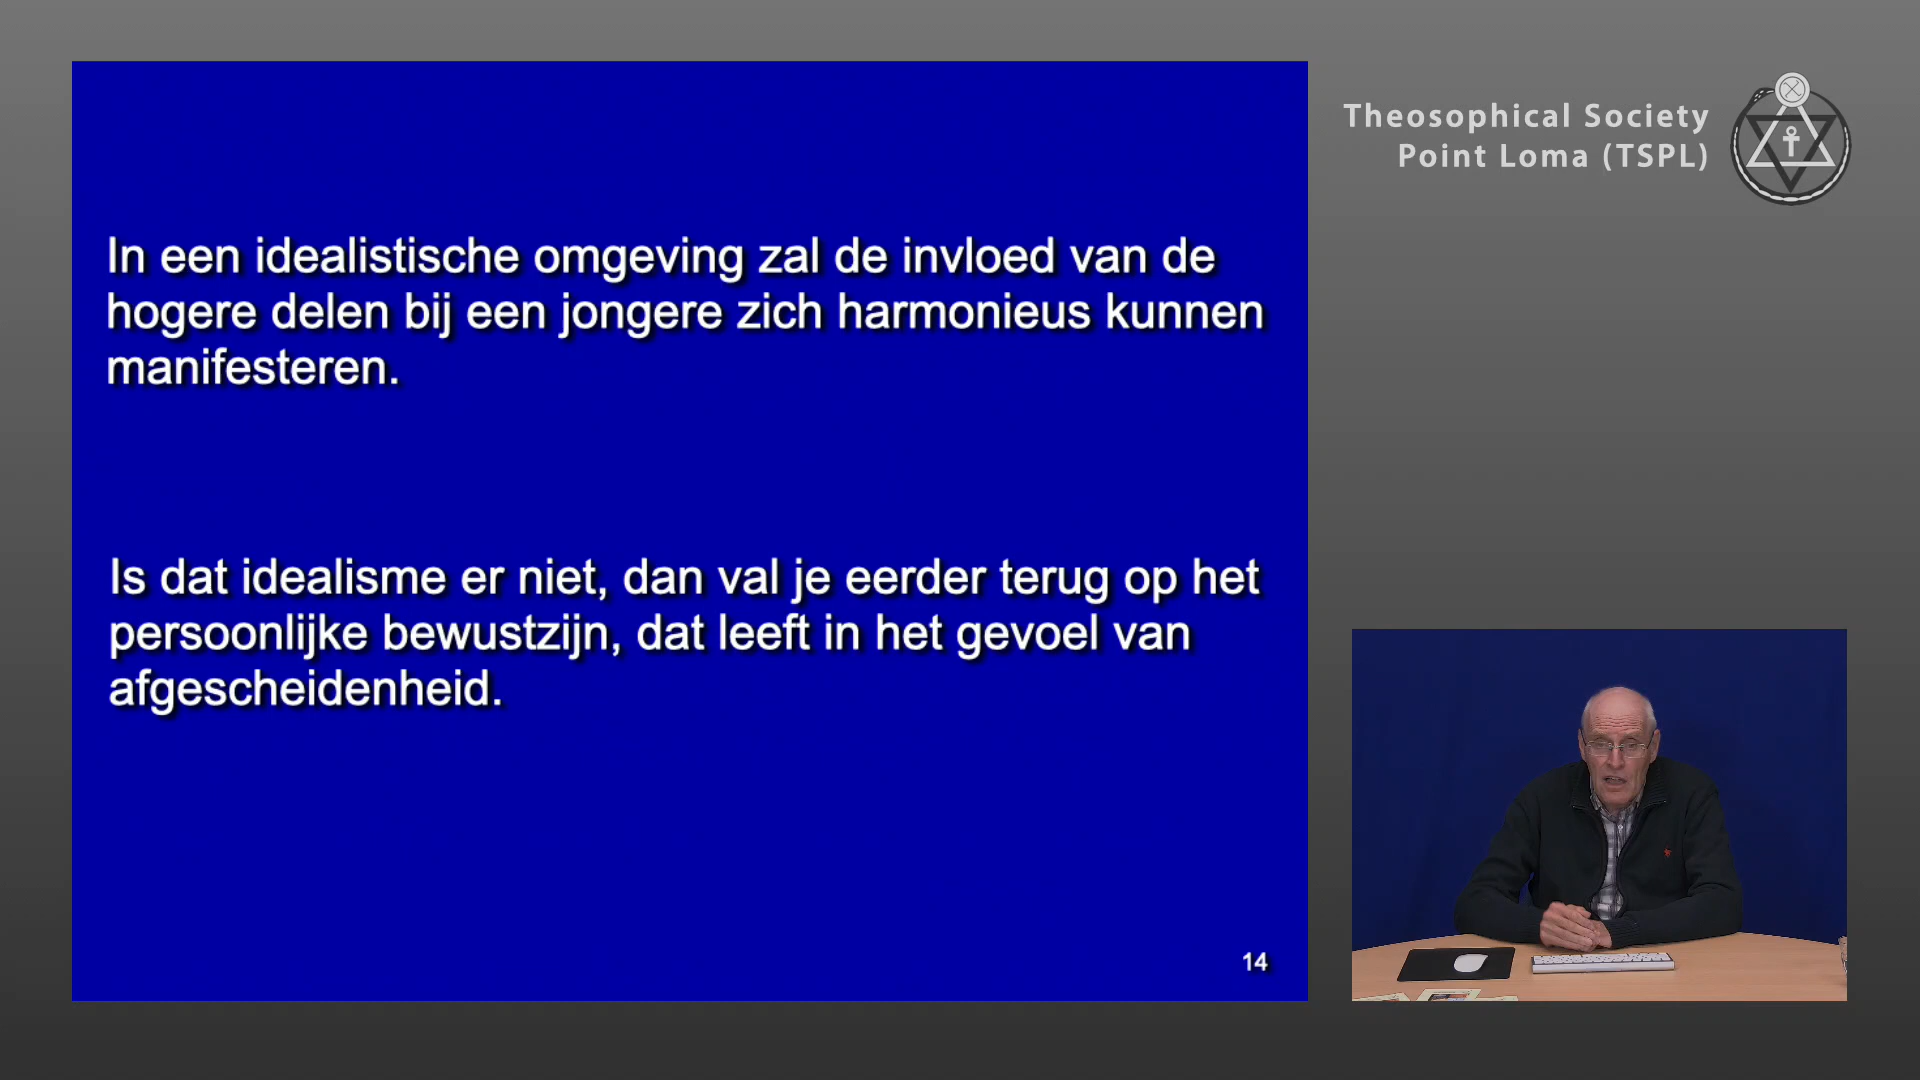 Theosophical Society
Point Loma (TSPL)
In een idealistische omgeving zal de invloed van de
hogere delen bij een jongere zich harmonieus kunnen
manifesteren.
Is dat idealisme er niet, dan val je eerder terug op het
persoonlijke bewustzijn, dat leeft in het gevoel van
afgescheidenheid.
14